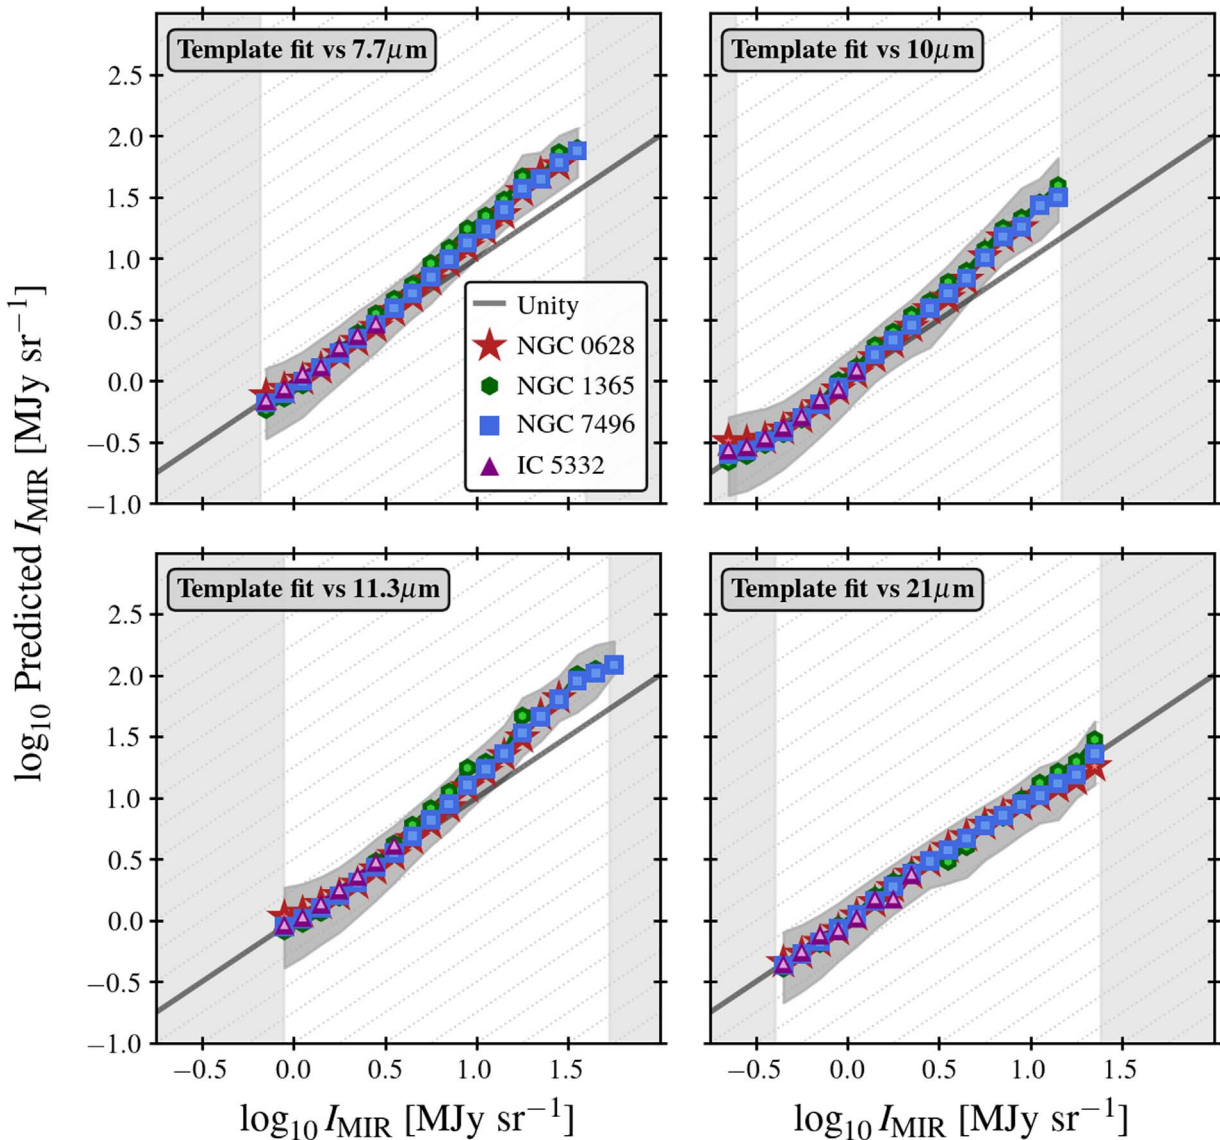 Template fit vs 7.7μm
Template fit vs 10μm
2.5
2.0
1.5
1.0
0.5
0.0
−0.5
−1.0
Unity
NGC 0628
NGC 1365
NGC 7496
IC 5332
log₁₀ Predicted I_MIR [MJy sr⁻¹]
Template fit vs 11.3μm
Template fit vs 21μm
2.5
2.0
1.5
1.0
0.5
0.0
−0.5
−1.0
−0.5 0.0 0.5 1.0 1.5
−0.5 0.0 0.5 1.0 1.5
log₁₀ I_MIR [MJy sr⁻¹]
log₁₀ I_MIR [MJy sr⁻¹]